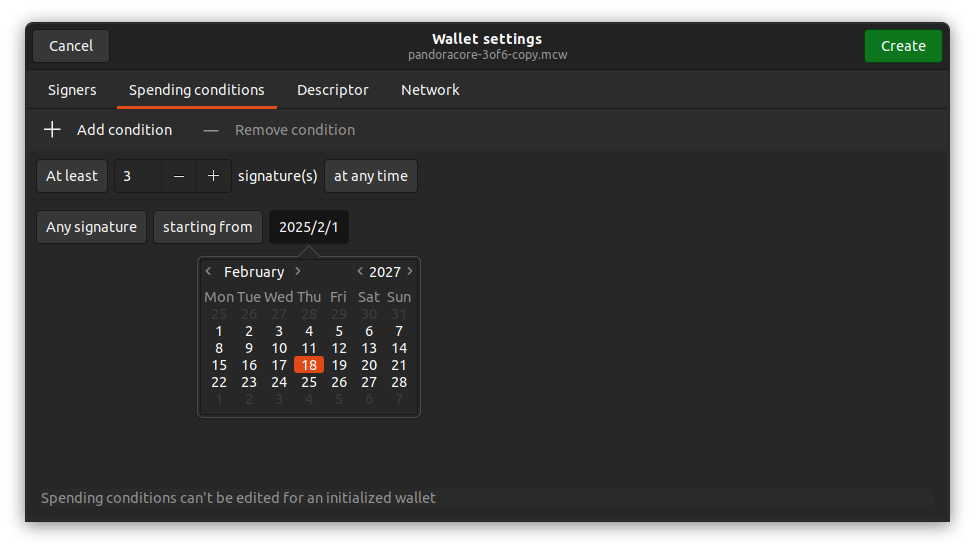 Cancel Wallet settings Create
pandoracore-3of6-copy.mcw
Signers Spending conditions Descriptor Network
+ Add condition — Remove condition
At least 3 − + signature(s) at any time
Any signature starting from 2025/2/1
‹ February › ‹ 2027 ›
Mon Tue Wed Thu Fri Sat Sun
25 26 27 28 29 30 31
1 2 3 4 5 6 7
8 9 10 11 12 13 14
15 16 17 18 19 20 21
22 23 24 25 26 27 28
1 2 3 4 5 6 7
Spending conditions can't be edited for an initialized wallet